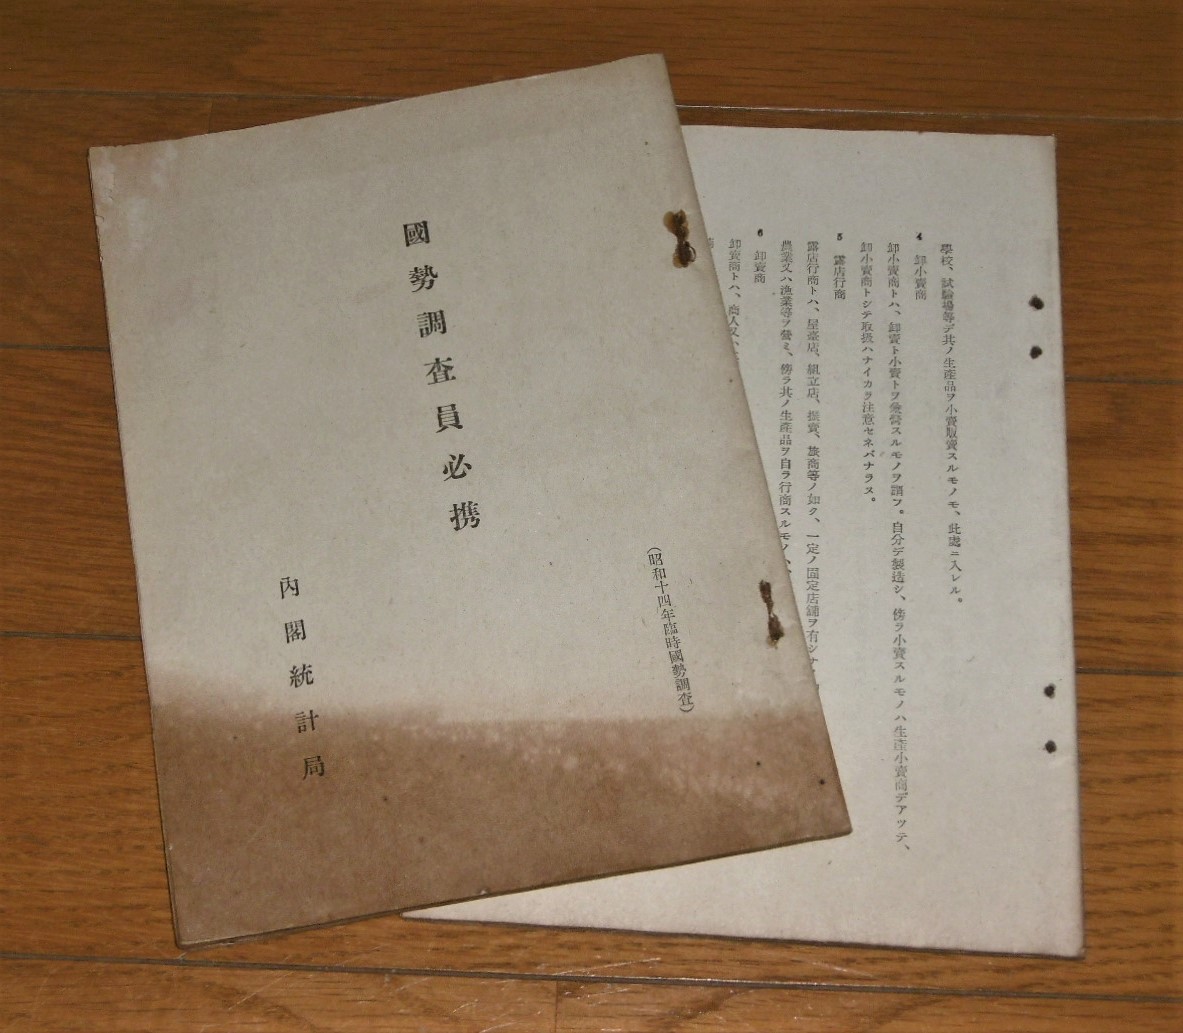 (昭和十四年臨時國勢調査)
國勢調査員必携
內閣統計局
學校、試驗場等デ其ノ生産品ヲ小賣販賣スルモノモ、此處ニ入レル。
4 卸小賣商
卸小賣商トハ、卸賣ト小賣トヲ兼營スルモノヲ謂フ。自分デ製造シ、傍ラ小賣スルモノハ生産小賣商デアツテ、
卸小賣商トシテ取扱ハナイカラ注意セネバナラヌ。
5 露店行商
露店行商トハ、屋臺店、組立店、振賣、旅商等ノ如ク、一定ノ固定店舖ヲ有シナ
農業又ハ漁業等ヲ營ミ、傍ラ其ノ生產品ヲ自ラ行商スルモノハ、
6 卸賣商
卸賣商トハ、商人又ハ